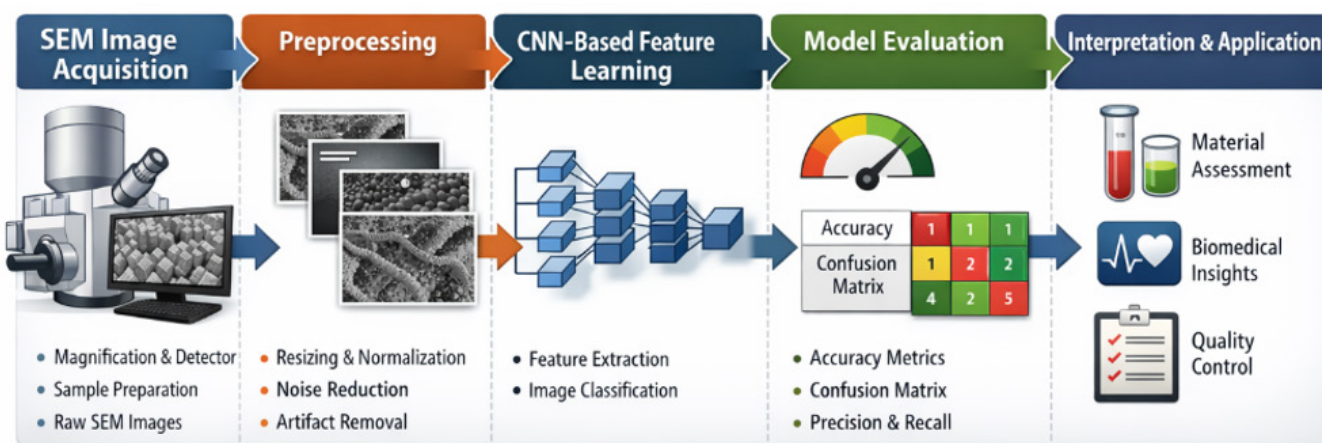 SEM Image
Acquisition
Preprocessing
CNN-Based Feature
Learning
Model Evaluation
Interpretation & Application
Accuracy
1 1 1
Confusion
Matrix
1 2 2
4 2 5
Material
Assessment
Biomedical
Insights
Quality
Control
• Magnification & Detector
• Sample Preparation
• Raw SEM Images
• Resizing & Normalization
• Noise Reduction
• Artifact Removal
• Feature Extraction
• Image Classification
• Accuracy Metrics
• Confusion Matrix
• Precision & Recall